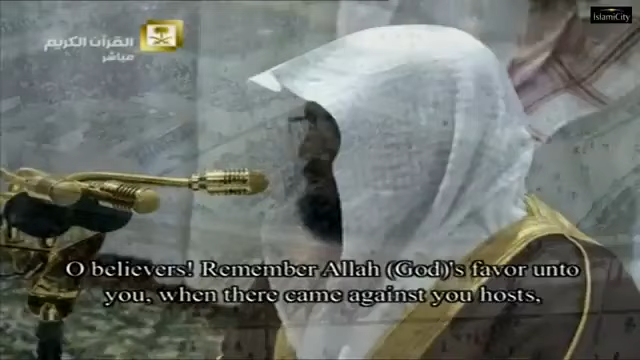 القرآن الكريم
مباشر
IslamiCity
O believers! Remember Allah (God)'s favor unto
you, when there came against you hosts,